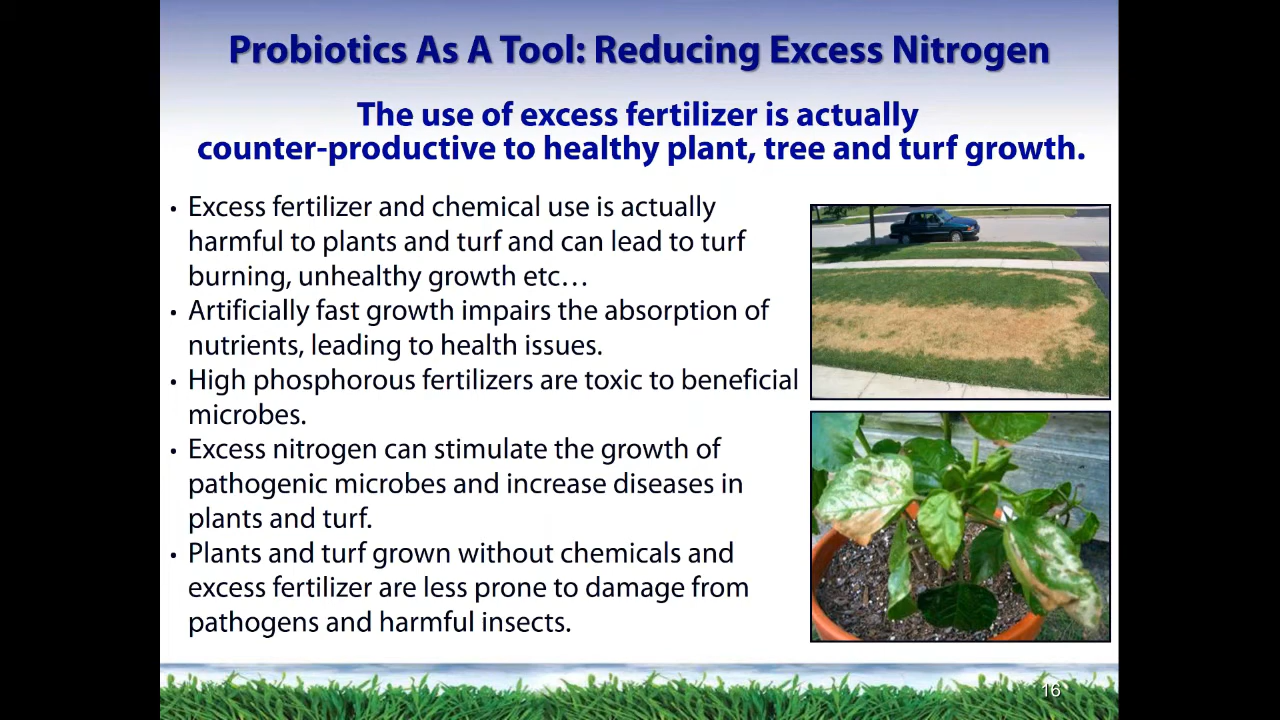 Probiotics As A Tool: Reducing Excess Nitrogen
The use of excess fertilizer is actually
counter-productive to healthy plant, tree and turf growth.
• Excess fertilizer and chemical use is actually
harmful to plants and turf and can lead to turf
burning, unhealthy growth etc…
• Artificially fast growth impairs the absorption of
nutrients, leading to health issues.
• High phosphorous fertilizers are toxic to beneficial
microbes.
• Excess nitrogen can stimulate the growth of
pathogenic microbes and increase diseases in
plants and turf.
• Plants and turf grown without chemicals and
excess fertilizer are less prone to damage from
pathogens and harmful insects.
16